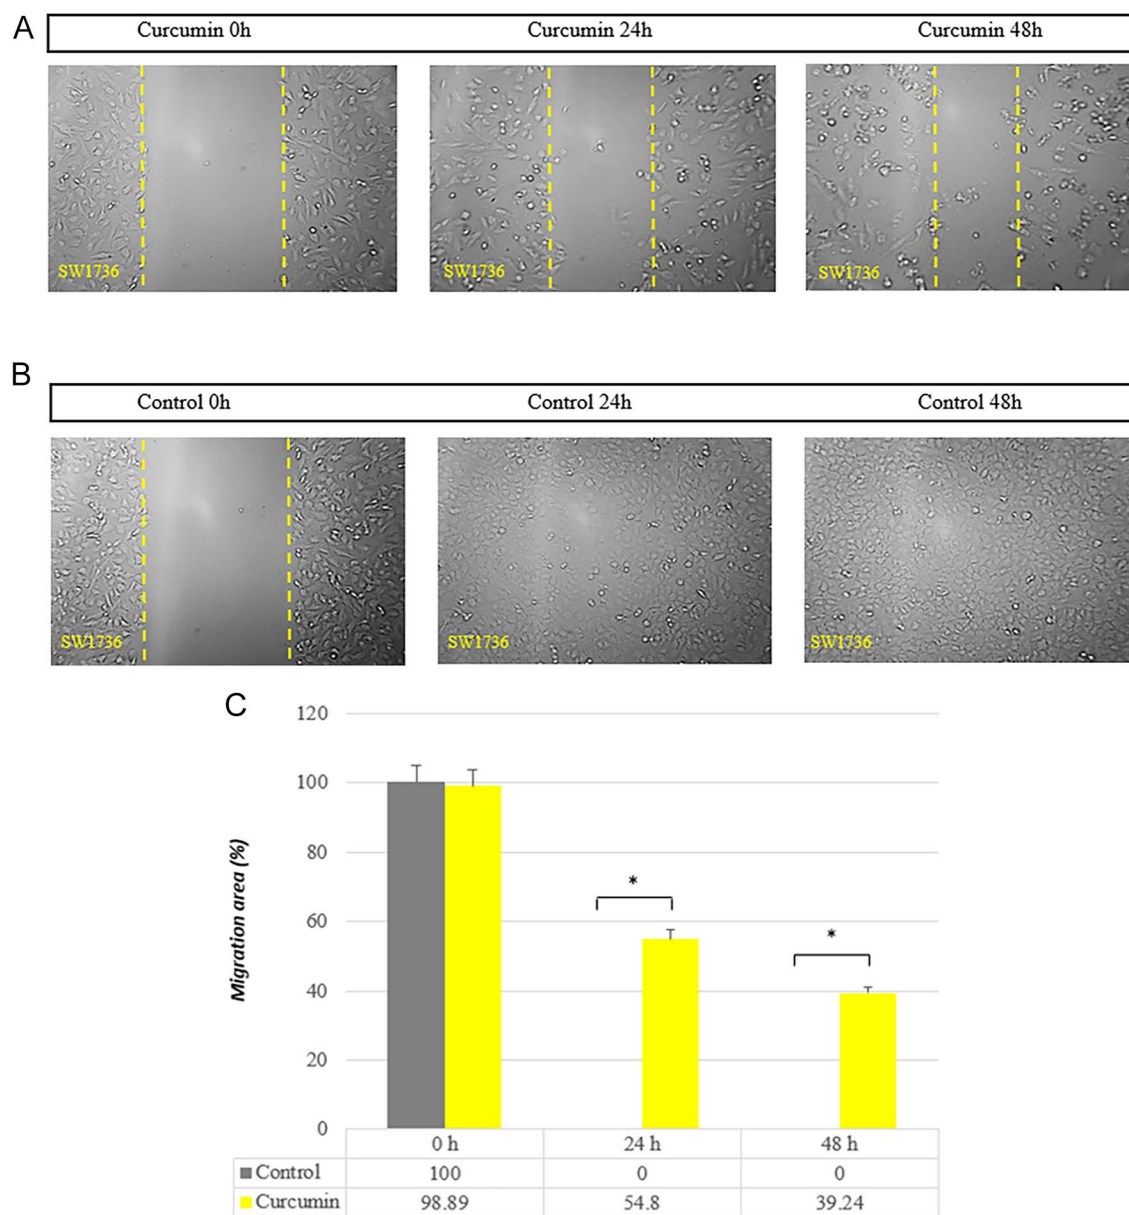 A
Curcumin 0h Curcumin 24h Curcumin 48h
SW1736 SW1736 SW1736
B
Control 0h Control 24h Control 48h
SW1736 SW1736 SW1736
C
120
100
80
60
40
20
0
Migration area (%)
*
*
0 h 24 h 48 h
Control 100 0 0
Curcumin 98.89 54.8 39.24